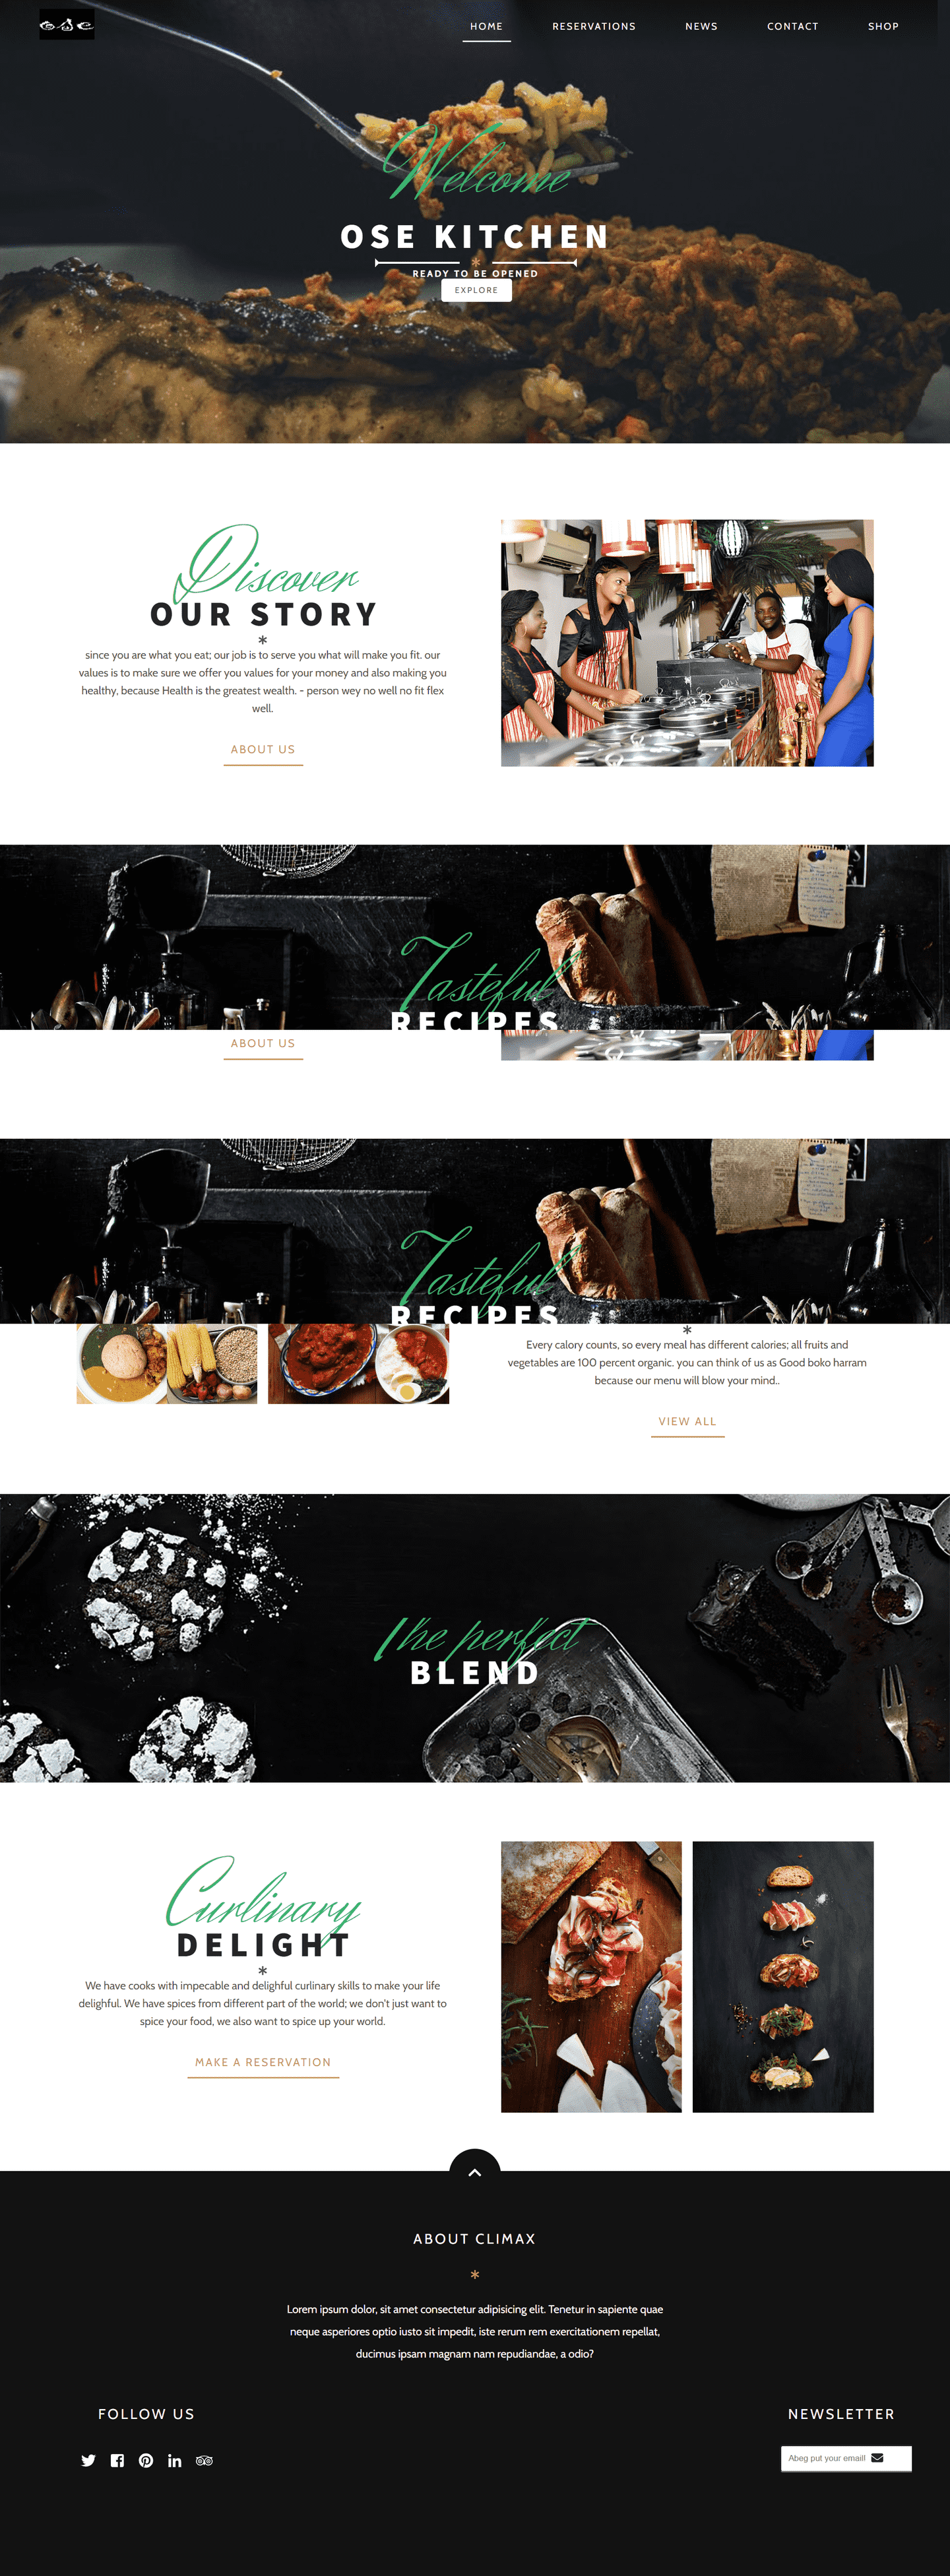 ose
HOME RESERVATIONS NEWS CONTACT SHOP
Welcome
OSE KITCHEN
READY TO BE OPENED
EXPLORE
Discover
OUR STORY
since you are what you eat; our job is to serve you what will make you fit. our
values is to make sure we offer you values for your money and also making you
healthy, because Health is the greatest wealth. - person wey no well no fit flex
well.
ABOUT US
Tasteful
RECIPES
ABOUT US
Tasteful
RECIPES
Every calory counts, so every meal has different calories; all fruits and
vegetables are 100 percent organic. you can think of us as Good boko harram
because our menu will blow your mind..
VIEW ALL
The perfect
BLEND
Curlinary
DELIGHT
We have cooks with impecable and delighful curlinary skills to make your life
delighful. We have spices from different part of the world; we don't just want to
spice your food, we also want to spice up your world.
MAKE A RESERVATION
ABOUT CLIMAX
Lorem ipsum dolor, sit amet consectetur adipisicing elit. Tenetur in sapiente quae
neque asperiores optio iusto sit impedit, iste rerum rem exercitationem repellat,
ducimus ipsam magnam nam repudiandae, a odio?
FOLLOW US
NEWSLETTER
Abeg put your email!